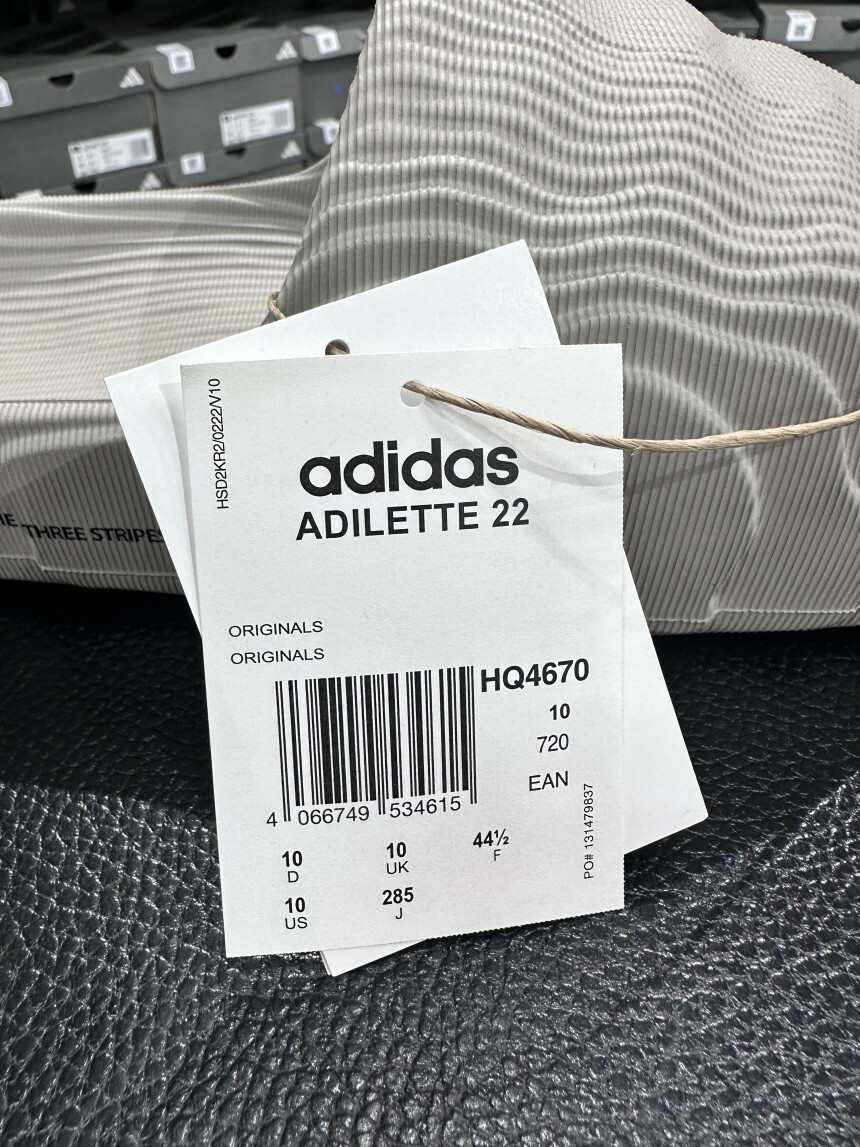 HSD2KR2/0222/V10
adidas
ADILETTE 22
THREE STRIPES
ORIGINALS
ORIGINALS
HQ4670
10
720
EAN
4 066749 534615
PO# 131479837
10
D
10
UK
44½
F
10
US
285
J